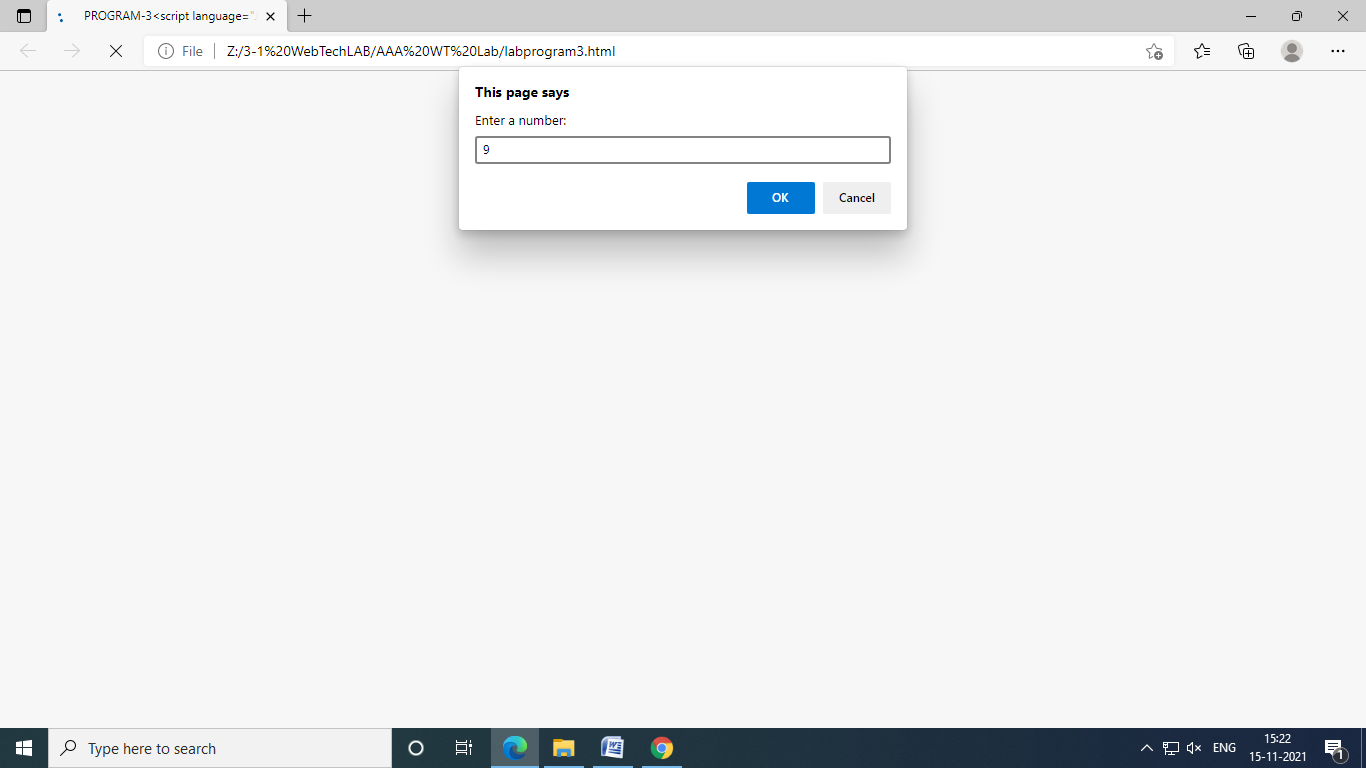 PROGRAM-3<script language="
File
Z:/3-1%20WebTechLAB/AAA%20WT%20Lab/labprogram3.html
This page says
Enter a number:
9
OK
Cancel
Type here to search
ENG
15:22
15-11-2021
1